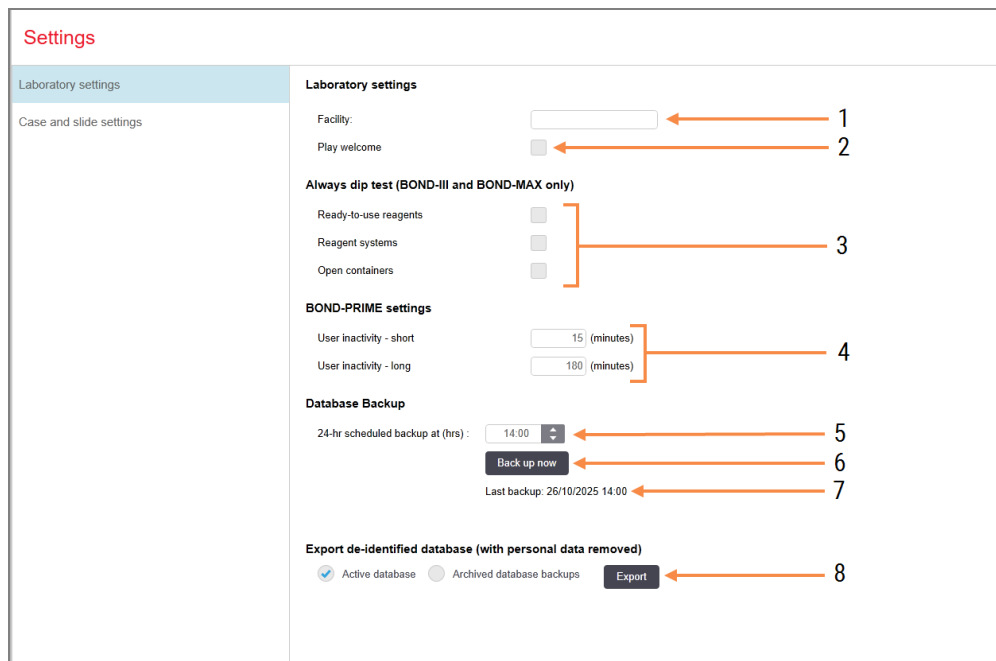 Settings
Laboratory settings
Case and slide settings
Laboratory settings
Facility: 1
Play welcome 2
Always dip test (BOND-III and BOND-MAX only)
Ready-to-use reagents
Reagent systems 3
Open containers
BOND-PRIME settings
User inactivity - short 15 (minutes)
4
User inactivity - long 180 (minutes)
Database Backup
24-hr scheduled backup at (hrs) : 14:00 5
Back up now 6
Last backup: 26/10/2025 14:00 7
Export de-identified database (with personal data removed)
Active database Archived database backups Export 8